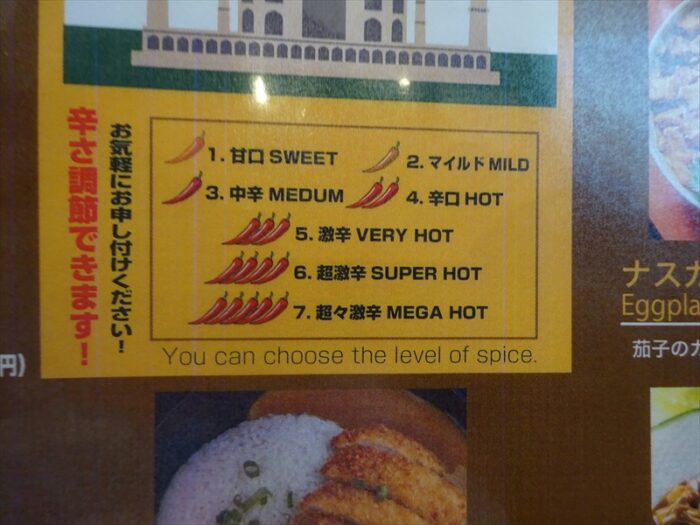 辛さ調節できます！
お気軽にお申し付けください！
1. 甘口 SWEET
2. マイルド MILD
3. 中辛 MEDUM
4. 辛口 HOT
5. 激辛 VERY HOT
6. 超激辛 SUPER HOT
7. 超々激辛 MEGA HOT
You can choose the level of spice.
円)
ナスカ
Eggpla
茄子のカ